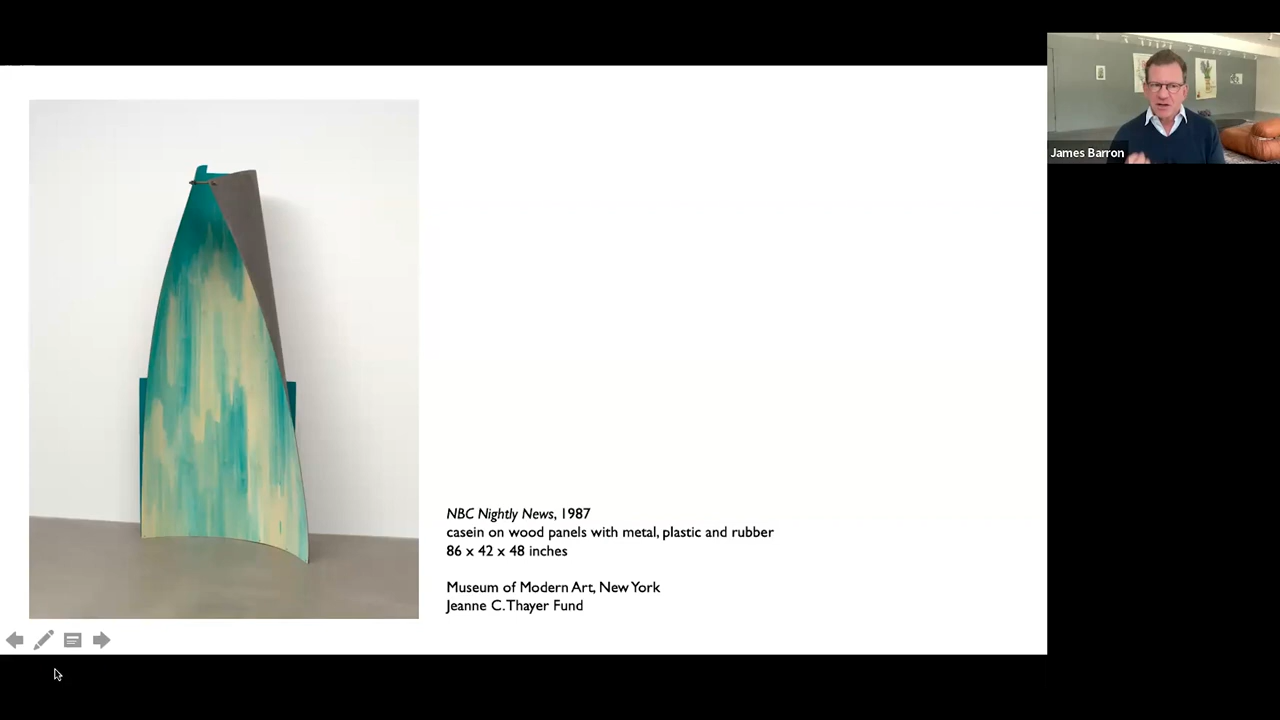 James Barron
NBC Nightly News, 1987
casein on wood panels with metal, plastic and rubber
86 x 42 x 48 inches
Museum of Modern Art, New York
Jeanne C. Thayer Fund